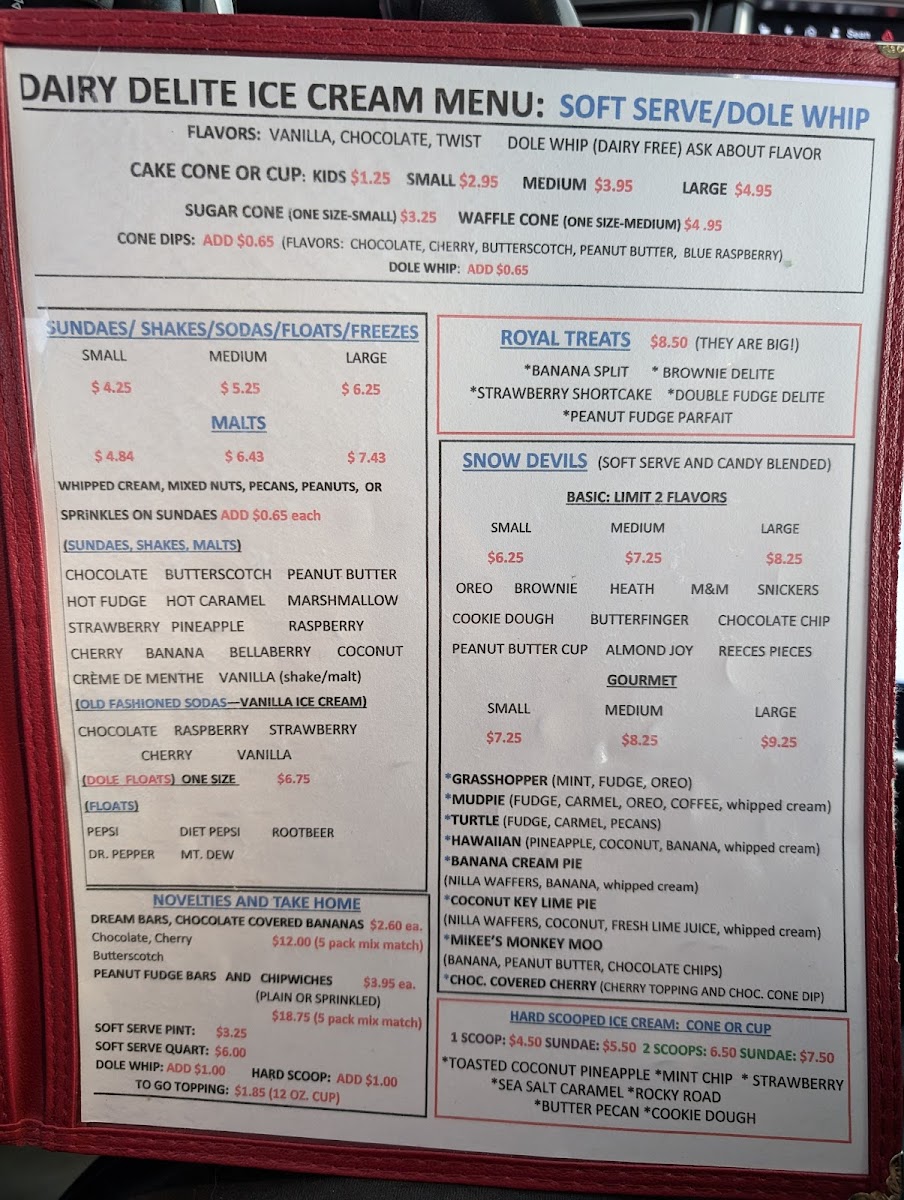 Sean
DAIRY DELITE ICE CREAM MENU: SOFT SERVE/DOLE WHIP
FLAVORS: VANILLA, CHOCOLATE, TWIST DOLE WHIP (DAIRY FREE) ASK ABOUT FLAVOR
CAKE CONE OR CUP: KIDS $1.25 SMALL $2.95 MEDIUM $3.95 LARGE $4.95
SUGAR CONE (ONE SIZE-SMALL) $3.25 WAFFLE CONE (ONE SIZE-MEDIUM) $4 .95
CONE DIPS: ADD $0.65 (FLAVORS: CHOCOLATE, CHERRY, BUTTERSCOTCH, PEANUT BUTTER, BLUE RASPBERRY)
DOLE WHIP: ADD $0.65
SUNDAES/ SHAKES/SODAS/FLOATS/FREEZES
SMALL MEDIUM LARGE
$ 4.25 $ 5.25 $ 6.25
MALTS
$ 4.84 $ 6.43 $ 7.43
WHIPPED CREAM, MIXED NUTS, PECANS, PEANUTS, OR
SPRiNKLES ON SUNDAES ADD $0.65 each
(SUNDAES, SHAKES, MALTS)
CHOCOLATE BUTTERSCOTCH PEANUT BUTTER
HOT FUDGE HOT CARAMEL MARSHMALLOW
STRAWBERRY PINEAPPLE RASPBERRY
CHERRY BANANA BELLABERRY COCONUT
CRÈME DE MENTHE VANILLA (shake/malt)
(OLD FASHIONED SODAS—VANILLA ICE CREAM)
CHOCOLATE RASPBERRY STRAWBERRY
CHERRY VANILLA
(DOLE FLOATS) ONE SIZE $6.75
(FLOATS)
PEPSI DIET PEPSI ROOTBEER
DR. PEPPER MT. DEW
NOVELTIES AND TAKE HOME
DREAM BARS, CHOCOLATE COVERED BANANAS $2.60 ea.
Chocolate, Cherry $12.00 (5 pack mix match)
Butterscotch
PEANUT FUDGE BARS AND CHIPWICHES $3.95 ea.
(PLAIN OR SPRINKLED)
$18.75 (5 pack mix match)
SOFT SERVE PINT: $3.25
SOFT SERVE QUART: $6.00
DOLE WHIP: ADD $1.00 HARD SCOOP: ADD $1.00
TO GO TOPPING: $1.85 (12 OZ. CUP)
ROYAL TREATS $8.50 (THEY ARE BIG!)
*BANANA SPLIT * BROWNIE DELITE
*STRAWBERRY SHORTCAKE *DOUBLE FUDGE DELITE
*PEANUT FUDGE PARFAIT
SNOW DEVILS (SOFT SERVE AND CANDY BLENDED)
BASIC: LIMIT 2 FLAVORS
SMALL MEDIUM LARGE
$6.25 $7.25 $8.25
OREO BROWNIE HEATH M&M SNICKERS
COOKIE DOUGH BUTTERFINGER CHOCOLATE CHIP
PEANUT BUTTER CUP ALMOND JOY REECES PIECES
GOURMET
SMALL MEDIUM LARGE
$7.25 $8.25 $9.25
*GRASSHOPPER (MINT, FUDGE, OREO)
*MUDPIE (FUDGE, CARMEL, OREO, COFFEE, whipped cream)
*TURTLE (FUDGE, CARMEL, PECANS)
*HAWAIIAN (PINEAPPLE, COCONUT, BANANA, whipped cream)
*BANANA CREAM PIE
(NILLA WAFFERS, BANANA, whipped cream)
*COCONUT KEY LIME PIE
(NILLA WAFFERS, COCONUT, FRESH LIME JUICE, whipped cream)
*MIKEE'S MONKEY MOO
(BANANA, PEANUT BUTTER, CHOCOLATE CHIPS)
*CHOC. COVERED CHERRY (CHERRY TOPPING AND CHOC. CONE DIP)
HARD SCOOPED ICE CREAM: CONE OR CUP
1 SCOOP: $4.50 SUNDAE: $5.50 2 SCOOPS: 6.50 SUNDAE: $7.50
*TOASTED COCONUT PINEAPPLE *MINT CHIP * STRAWBERRY
*SEA SALT CARAMEL *ROCKY ROAD
*BUTTER PECAN *COOKIE DOUGH